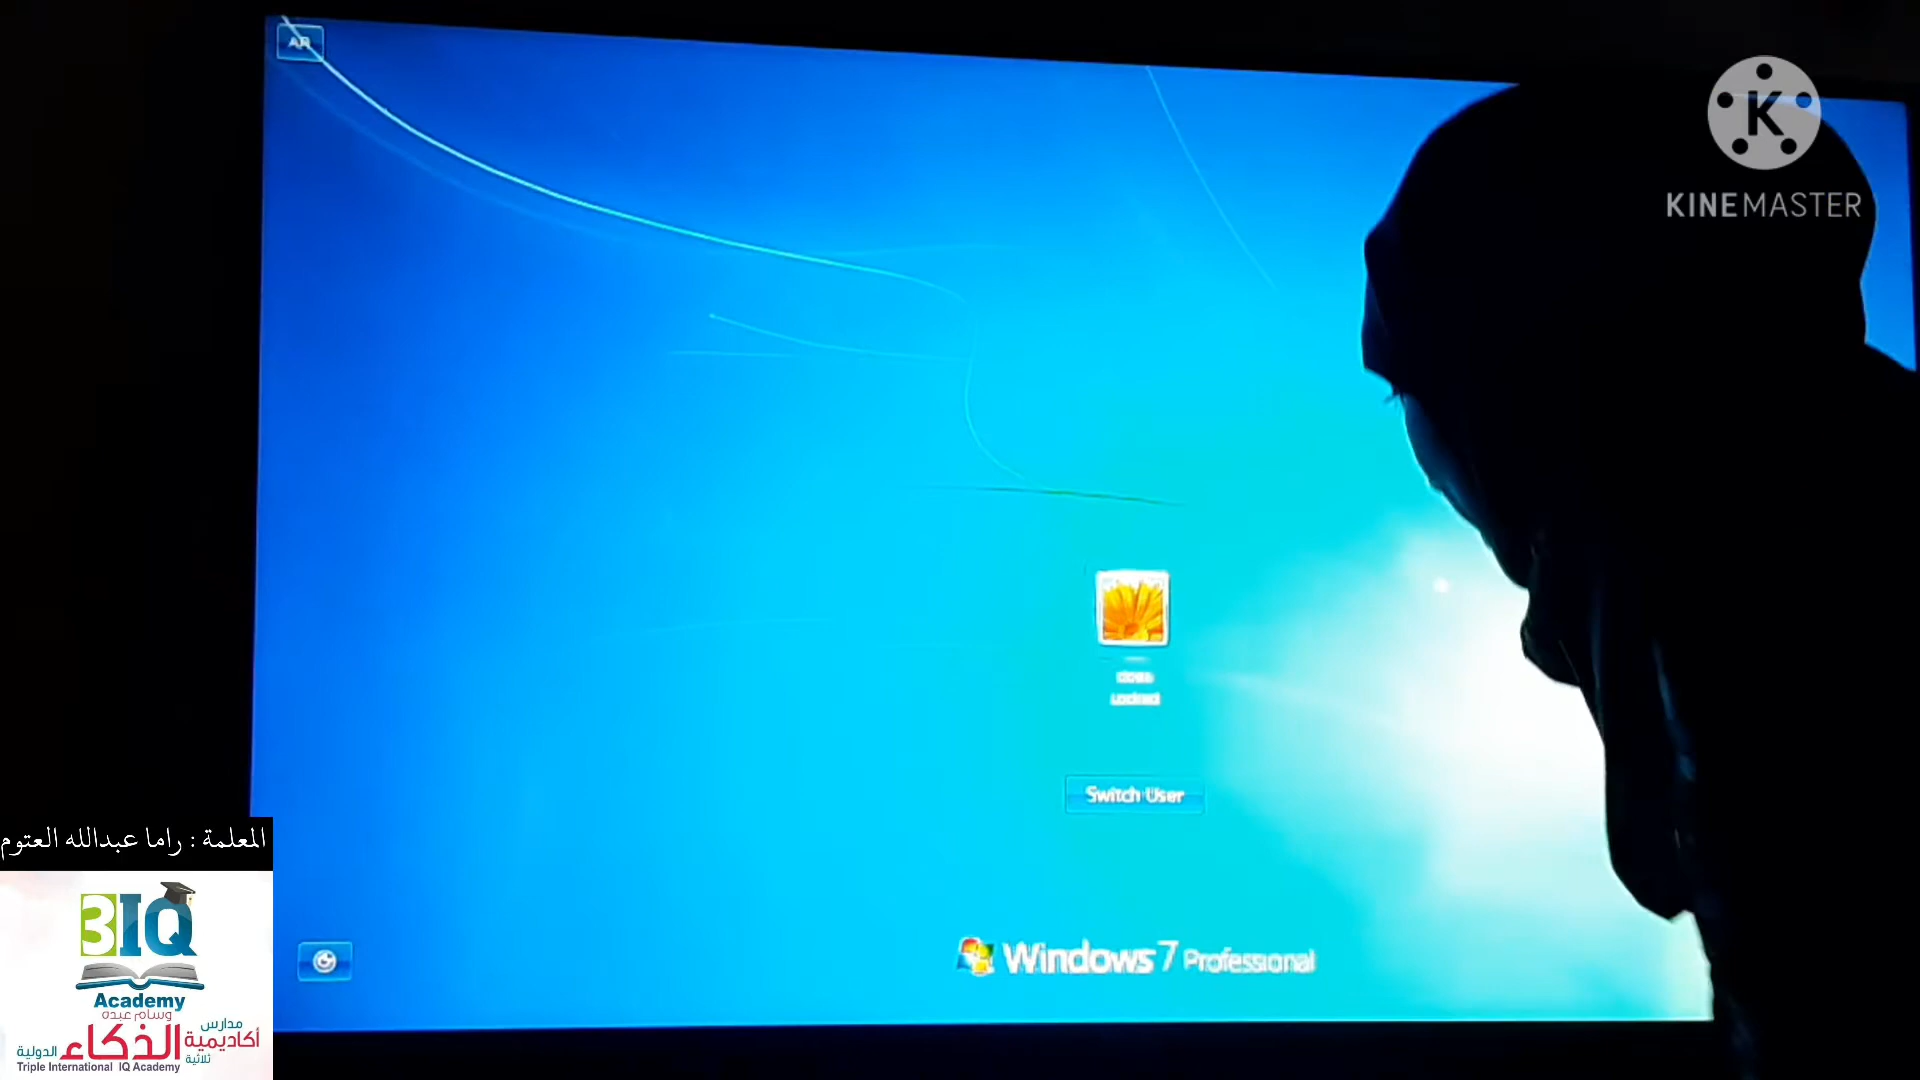 AR
KINEMASTER
Switch User
Windows 7 Professional
المعلمة : راما عبدالله العتوم
3IQ
Academy
وسام عبده
مدارس
أكاديمية الذكاء الدولية
ثلاثية
Triple International IQ Academy